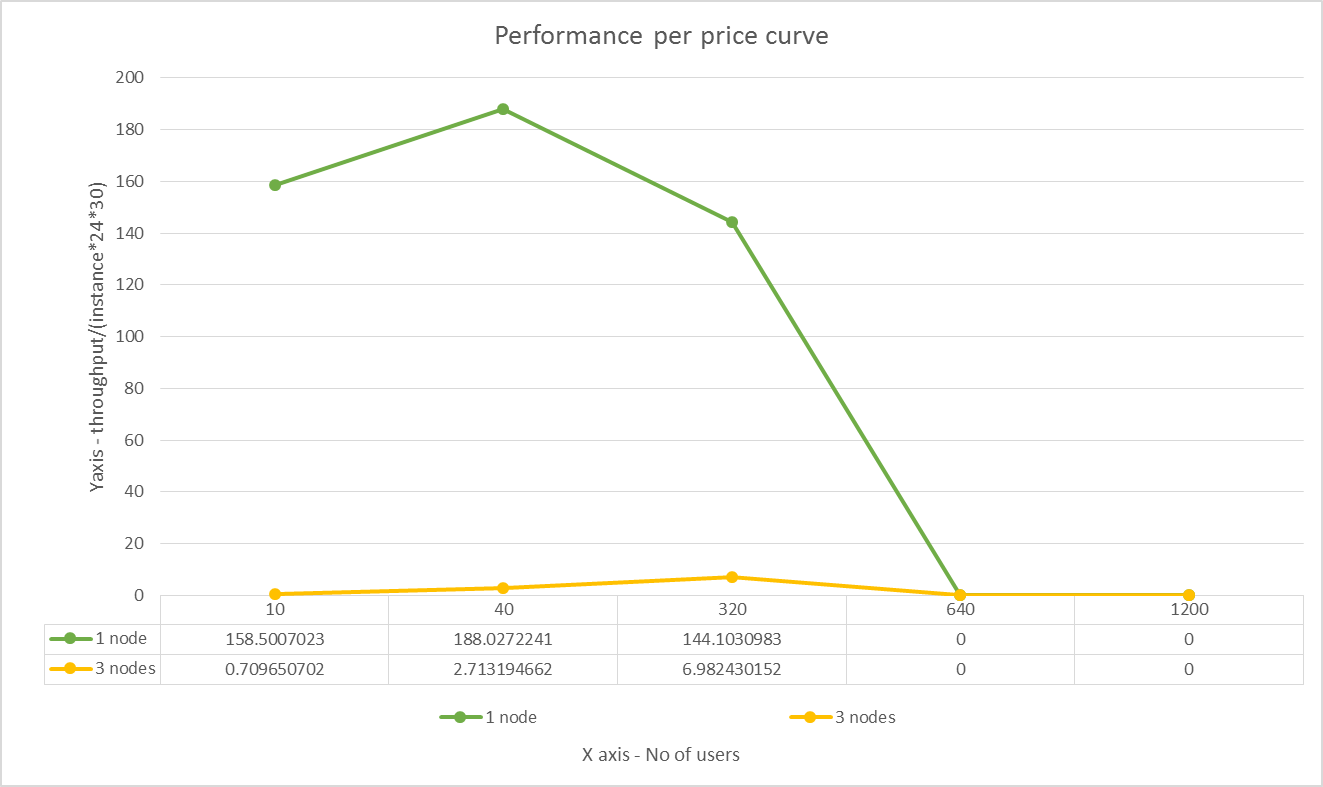 Performance per price curve
Yaxis - throughput/(instance*24*30)
200
180
160
140
120
100
80
60
40
20
0
10 40 320 640 1200
1 node 158.5007023 188.0272241 144.1030983 0 0
3 nodes 0.709650702 2.713194662 6.982430152 0 0
1 node 3 nodes
X axis - No of users